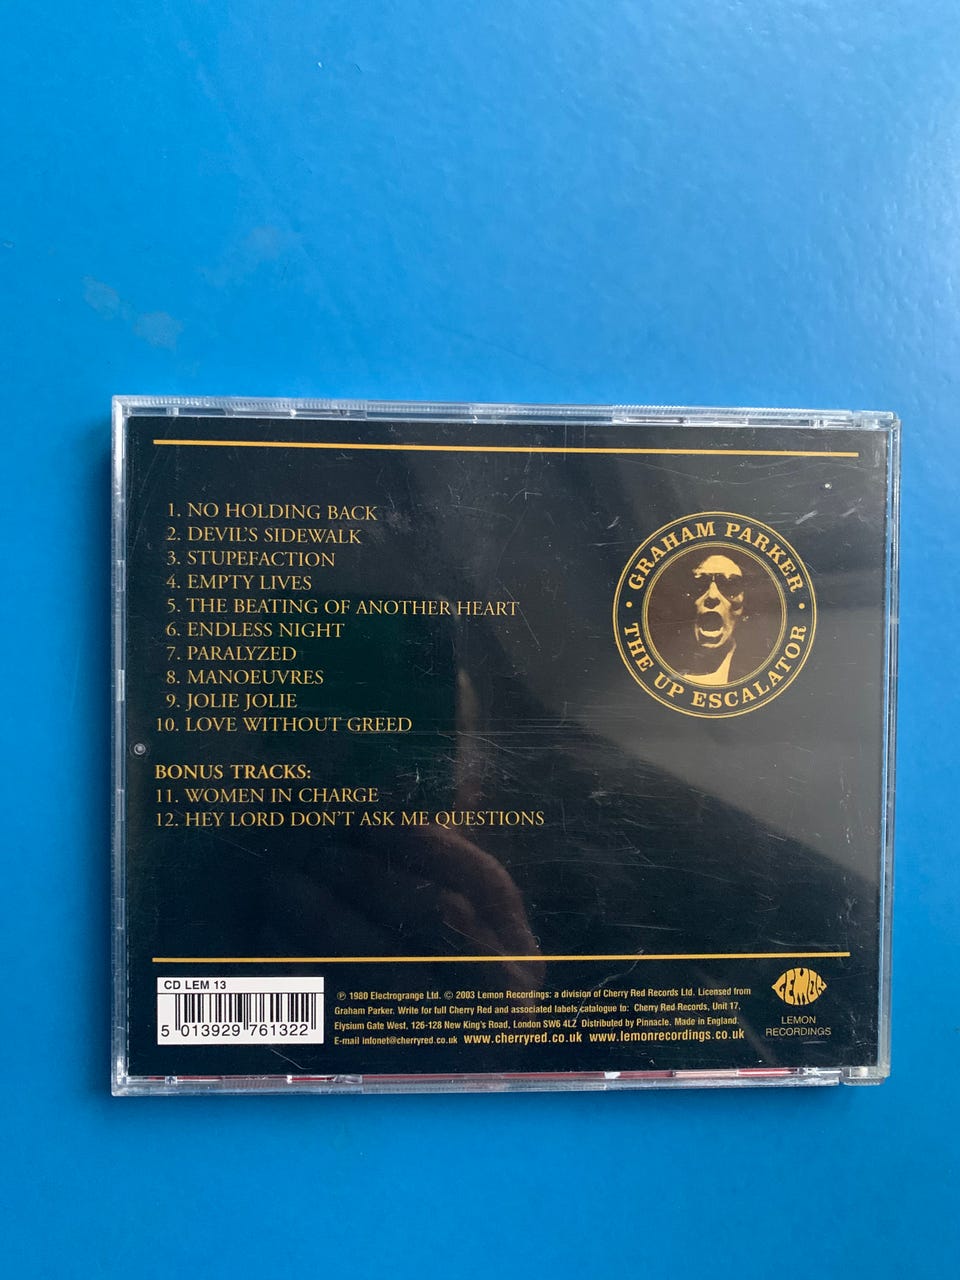 1. NO HOLDING BACK
2. DEVIL'S SIDEWALK
3. STUPEFACTION
4. EMPTY LIVES
5. THE BEATING OF ANOTHER HEART
6. ENDLESS NIGHT
7. PARALYZED
8. MANOEUVRES
9. JOLIE JOLIE
10. LOVE WITHOUT GREED
BONUS TRACKS:
11. WOMEN IN CHARGE
12. HEY LORD DON'T ASK ME QUESTIONS
• GRAHAM PARKER •
THE UP ESCALATOR
CD LEM 13
5 013929 761322
℗ 1980 Electrogrange Ltd. © 2003 Lemon Recordings: a division of Cherry Red Records Ltd. Licensed from
Graham Parker. Write for full Cherry Red and associated labels catalogue to: Cherry Red Records, Unit 17,
Elysium Gate West, 126-128 New King's Road, London SW6 4LZ Distributed by Pinnacle. Made in England.
E-mail infonet@cherryred.co.uk www.cherryred.co.uk www.lemonrecordings.co.uk
LEMON
LEMON
RECORDINGS